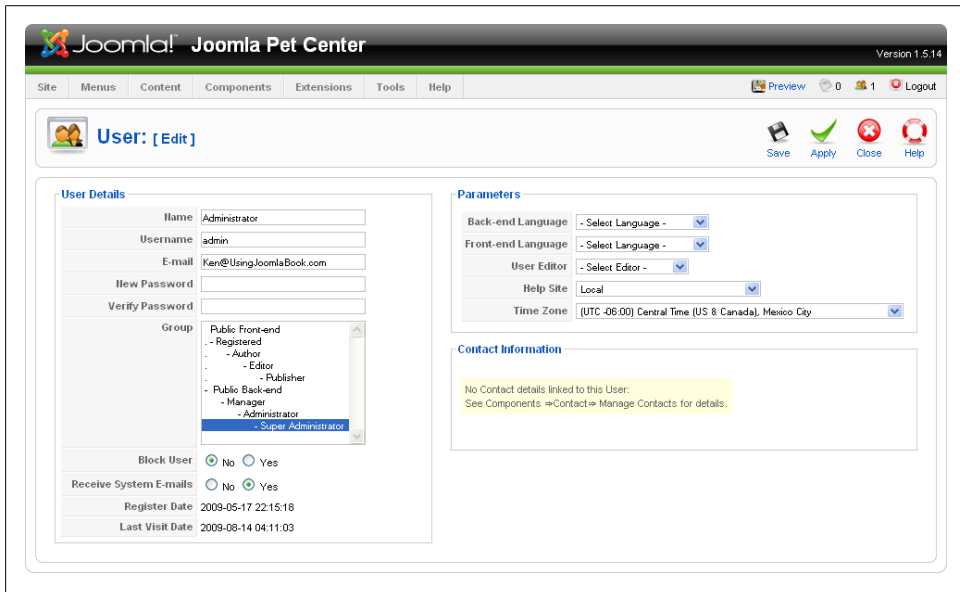 Joomla! Joomla Pet Center
Version 1.5.14
Site Menus Content Components Extensions Tools Help Preview 0 1 Logout
User: [ Edit ]
Save Apply Close Help
User Details
Name Administrator
Username admin
E-mail Ken@UsingJoomlaBook.com
New Password
Verify Password
Group
Public Front-end
. - Registered
. - Author
. - Editor
. - Publisher
- Public Back-end
- Manager
- Administrator
- Super Administrator
Block User No Yes
Receive System E-mails No Yes
Register Date 2009-05-17 22:15:18
Last Visit Date 2009-08-14 04:11:03
Parameters
Back-end Language - Select Language -
Front-end Language - Select Language -
User Editor - Select Editor -
Help Site Local
Time Zone (UTC -06:00) Central Time (US & Canada), Mexico City
Contact Information
No Contact details linked to this User:
See Components ⇒Contact⇒ Manage Contacts for details.